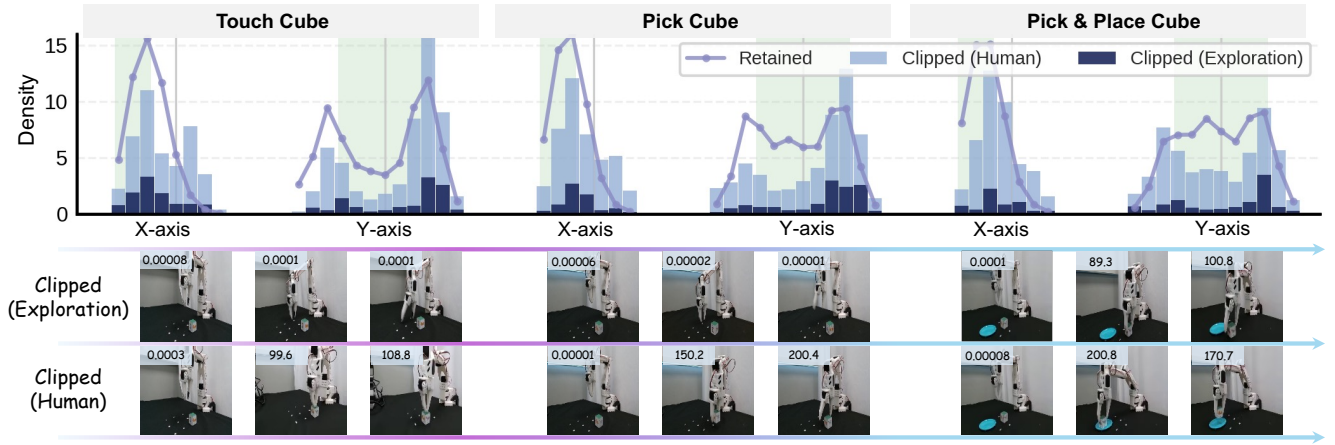 Touch Cube
Pick Cube
Pick & Place Cube
Retained
Clipped (Human)
Clipped (Exploration)
Density
15
10
5
0
X-axis
Y-axis
X-axis
Y-axis
X-axis
Y-axis
Clipped
(Exploration)
0.00008
0.0001
0.0001
0.00006
0.00002
0.00001
0.0001
89.3
100.8
Clipped
(Human)
0.0003
99.6
108.8
0.00001
150.2
200.4
0.00008
200.8
170.7